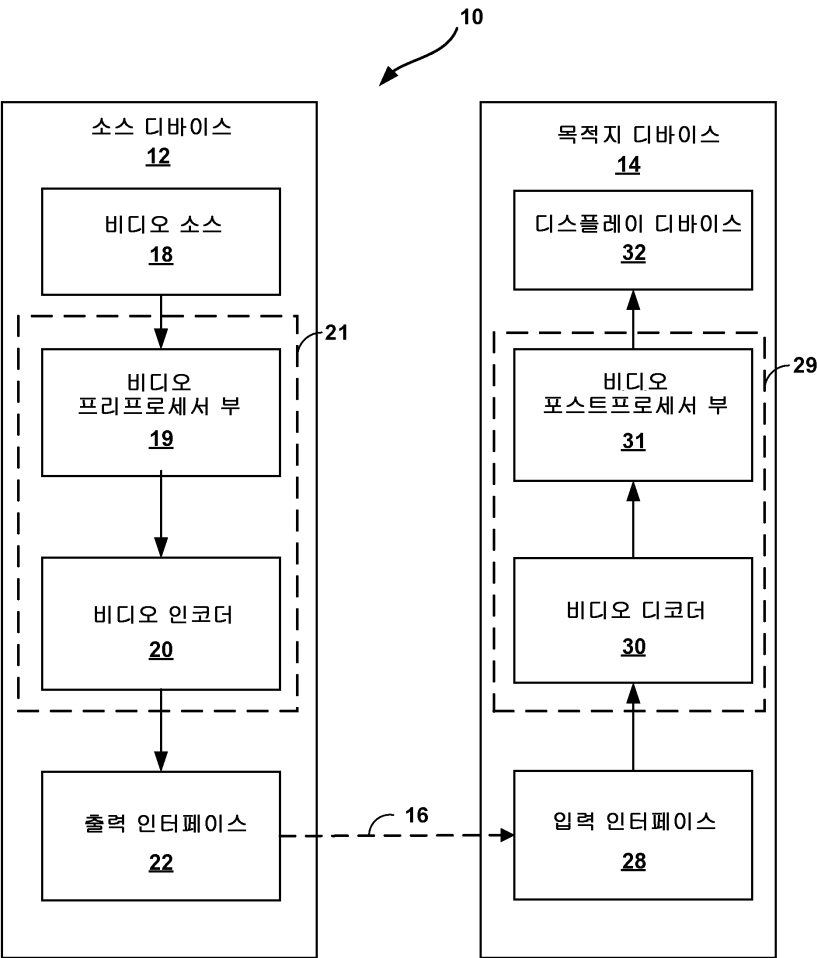 10
소스 디바이스
12
비디오 소스
18
21
비디오
프리프로세서 부
19
비디오 인코더
20
출력 인터페이스
22
16
목적지 디바이스
14
디스플레이 디바이스
32
29
비디오
포스트프로세서 부
31
비디오 디코더
30
입력 인터페이스
28